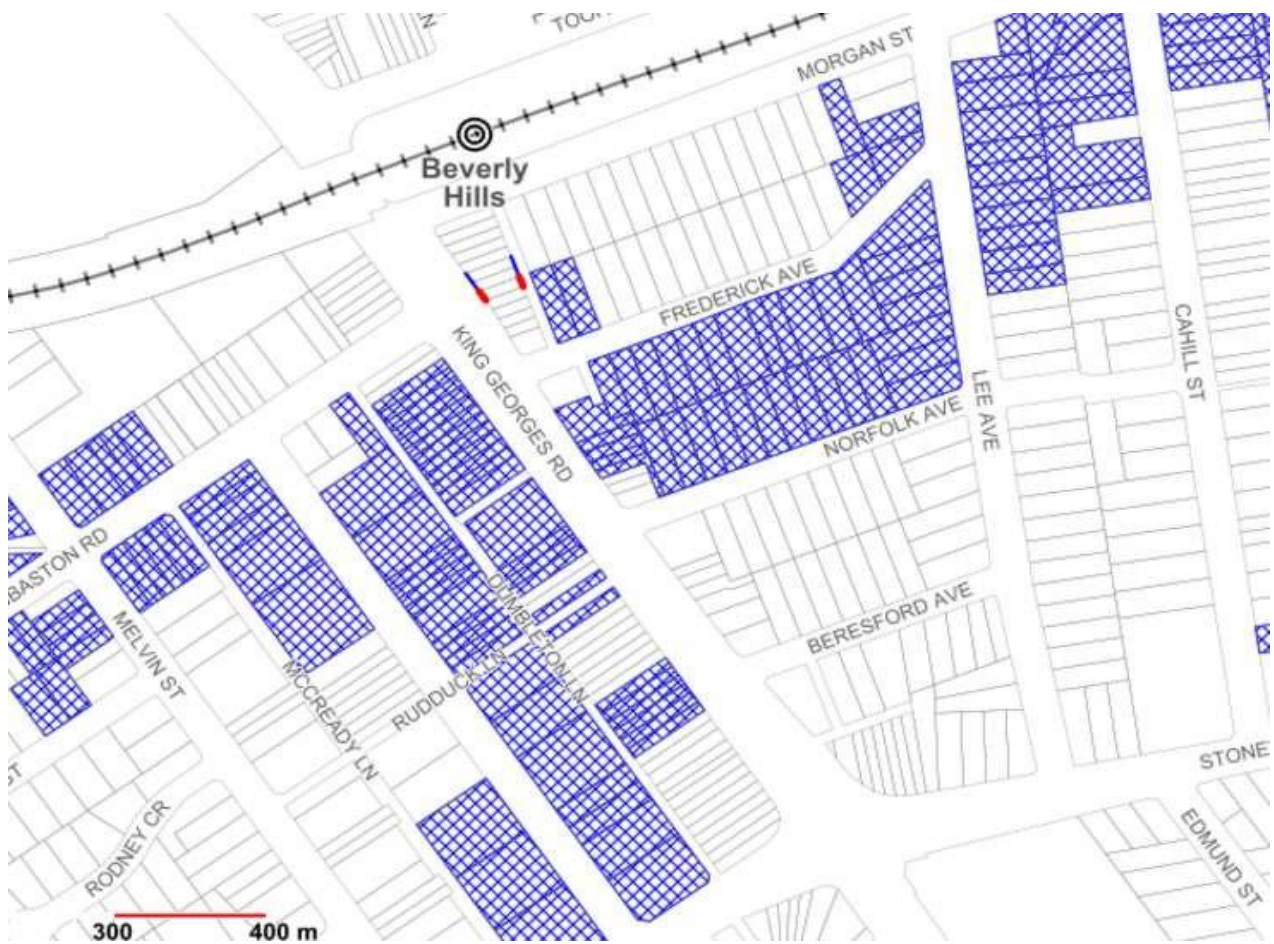 MORGAN ST
Beverly
Hills
FREDERICK AVE
KING GEORGES RD
CAHILL ST
LEE AVE
NORFOLK AVE
BASTON RD
DUMBLETON LN
BERESFORD AVE
MELVIN ST
RUDDUCK LN
MCCREADY LN
ST
STONE
RODNEY CR
EDMUND ST
300 400 m